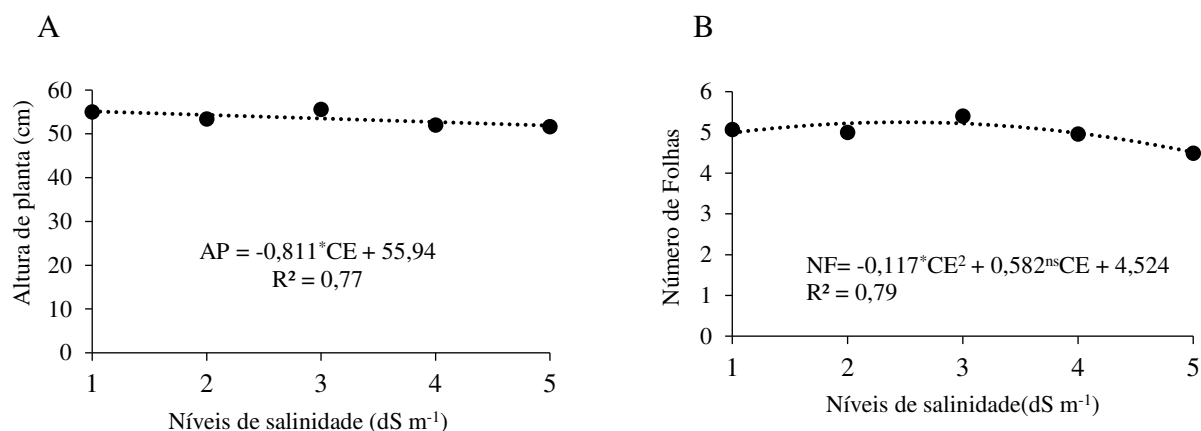 A
60
50
40
30
20
10
0
Altura de planta (cm)
AP = -0,811*CE + 55,94
R² = 0,77
1 2 3 4 5
Níveis de salinidade (dS m⁻¹)
B
6
5
4
3
2
1
0
Número de Folhas
NF= -0,117*CE² + 0,582ⁿˢCE + 4,524
R² = 0,79
1 2 3 4 5
Níveis de salinidade(dS m⁻¹)